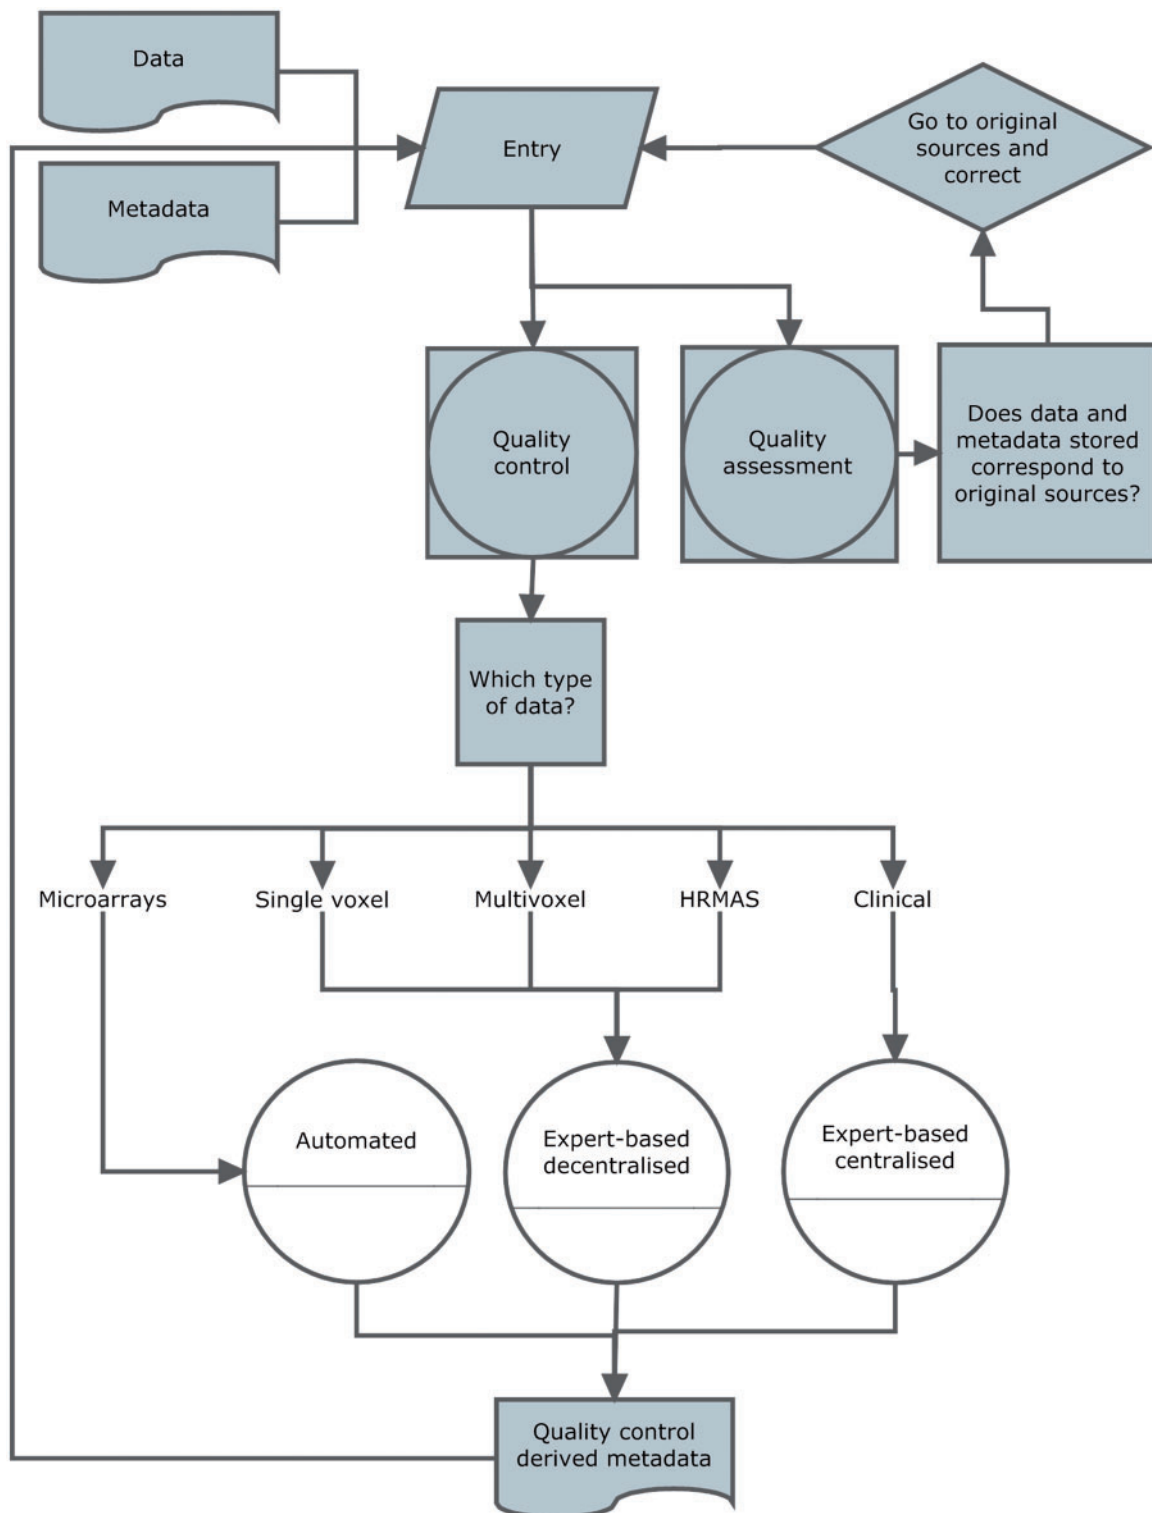 Data
Metadata
Entry
Go to original
sources and
correct
Quality
control
Quality
assessment
Does data and
metadata stored
correspond to
original sources?
Which type
of data?
Microarrays
Single voxel
Multivoxel
HRMAS
Clinical
Automated
Expert-based
decentralised
Expert-based
centralised
Quality control
derived metadata